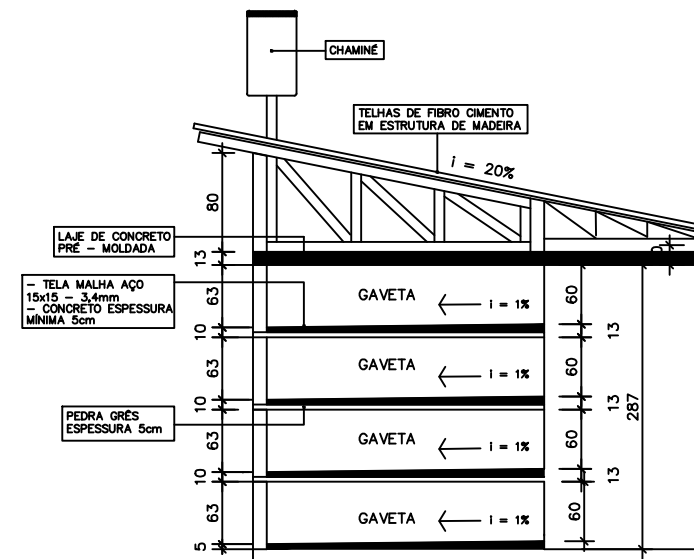 CHAMINÉ
TELHAS DE FIBRO CIMENTO
EM ESTRUTURA DE MADEIRA
i = 20%
80
LAJE DE CONCRETO
PRÉ - MOLDADA
13
- TELA MALHA AÇO
15x15 - 3,4mm
- CONCRETO ESPESSURA
MÍNIMA 5cm
63
GAVETA
i = 1%
60
10
13
63
GAVETA
i = 1%
60
10
13
287
PEDRA GRÊS
ESPESSURA 5cm
63
GAVETA
i = 1%
60
10
13
63
GAVETA
i = 1%
60
5